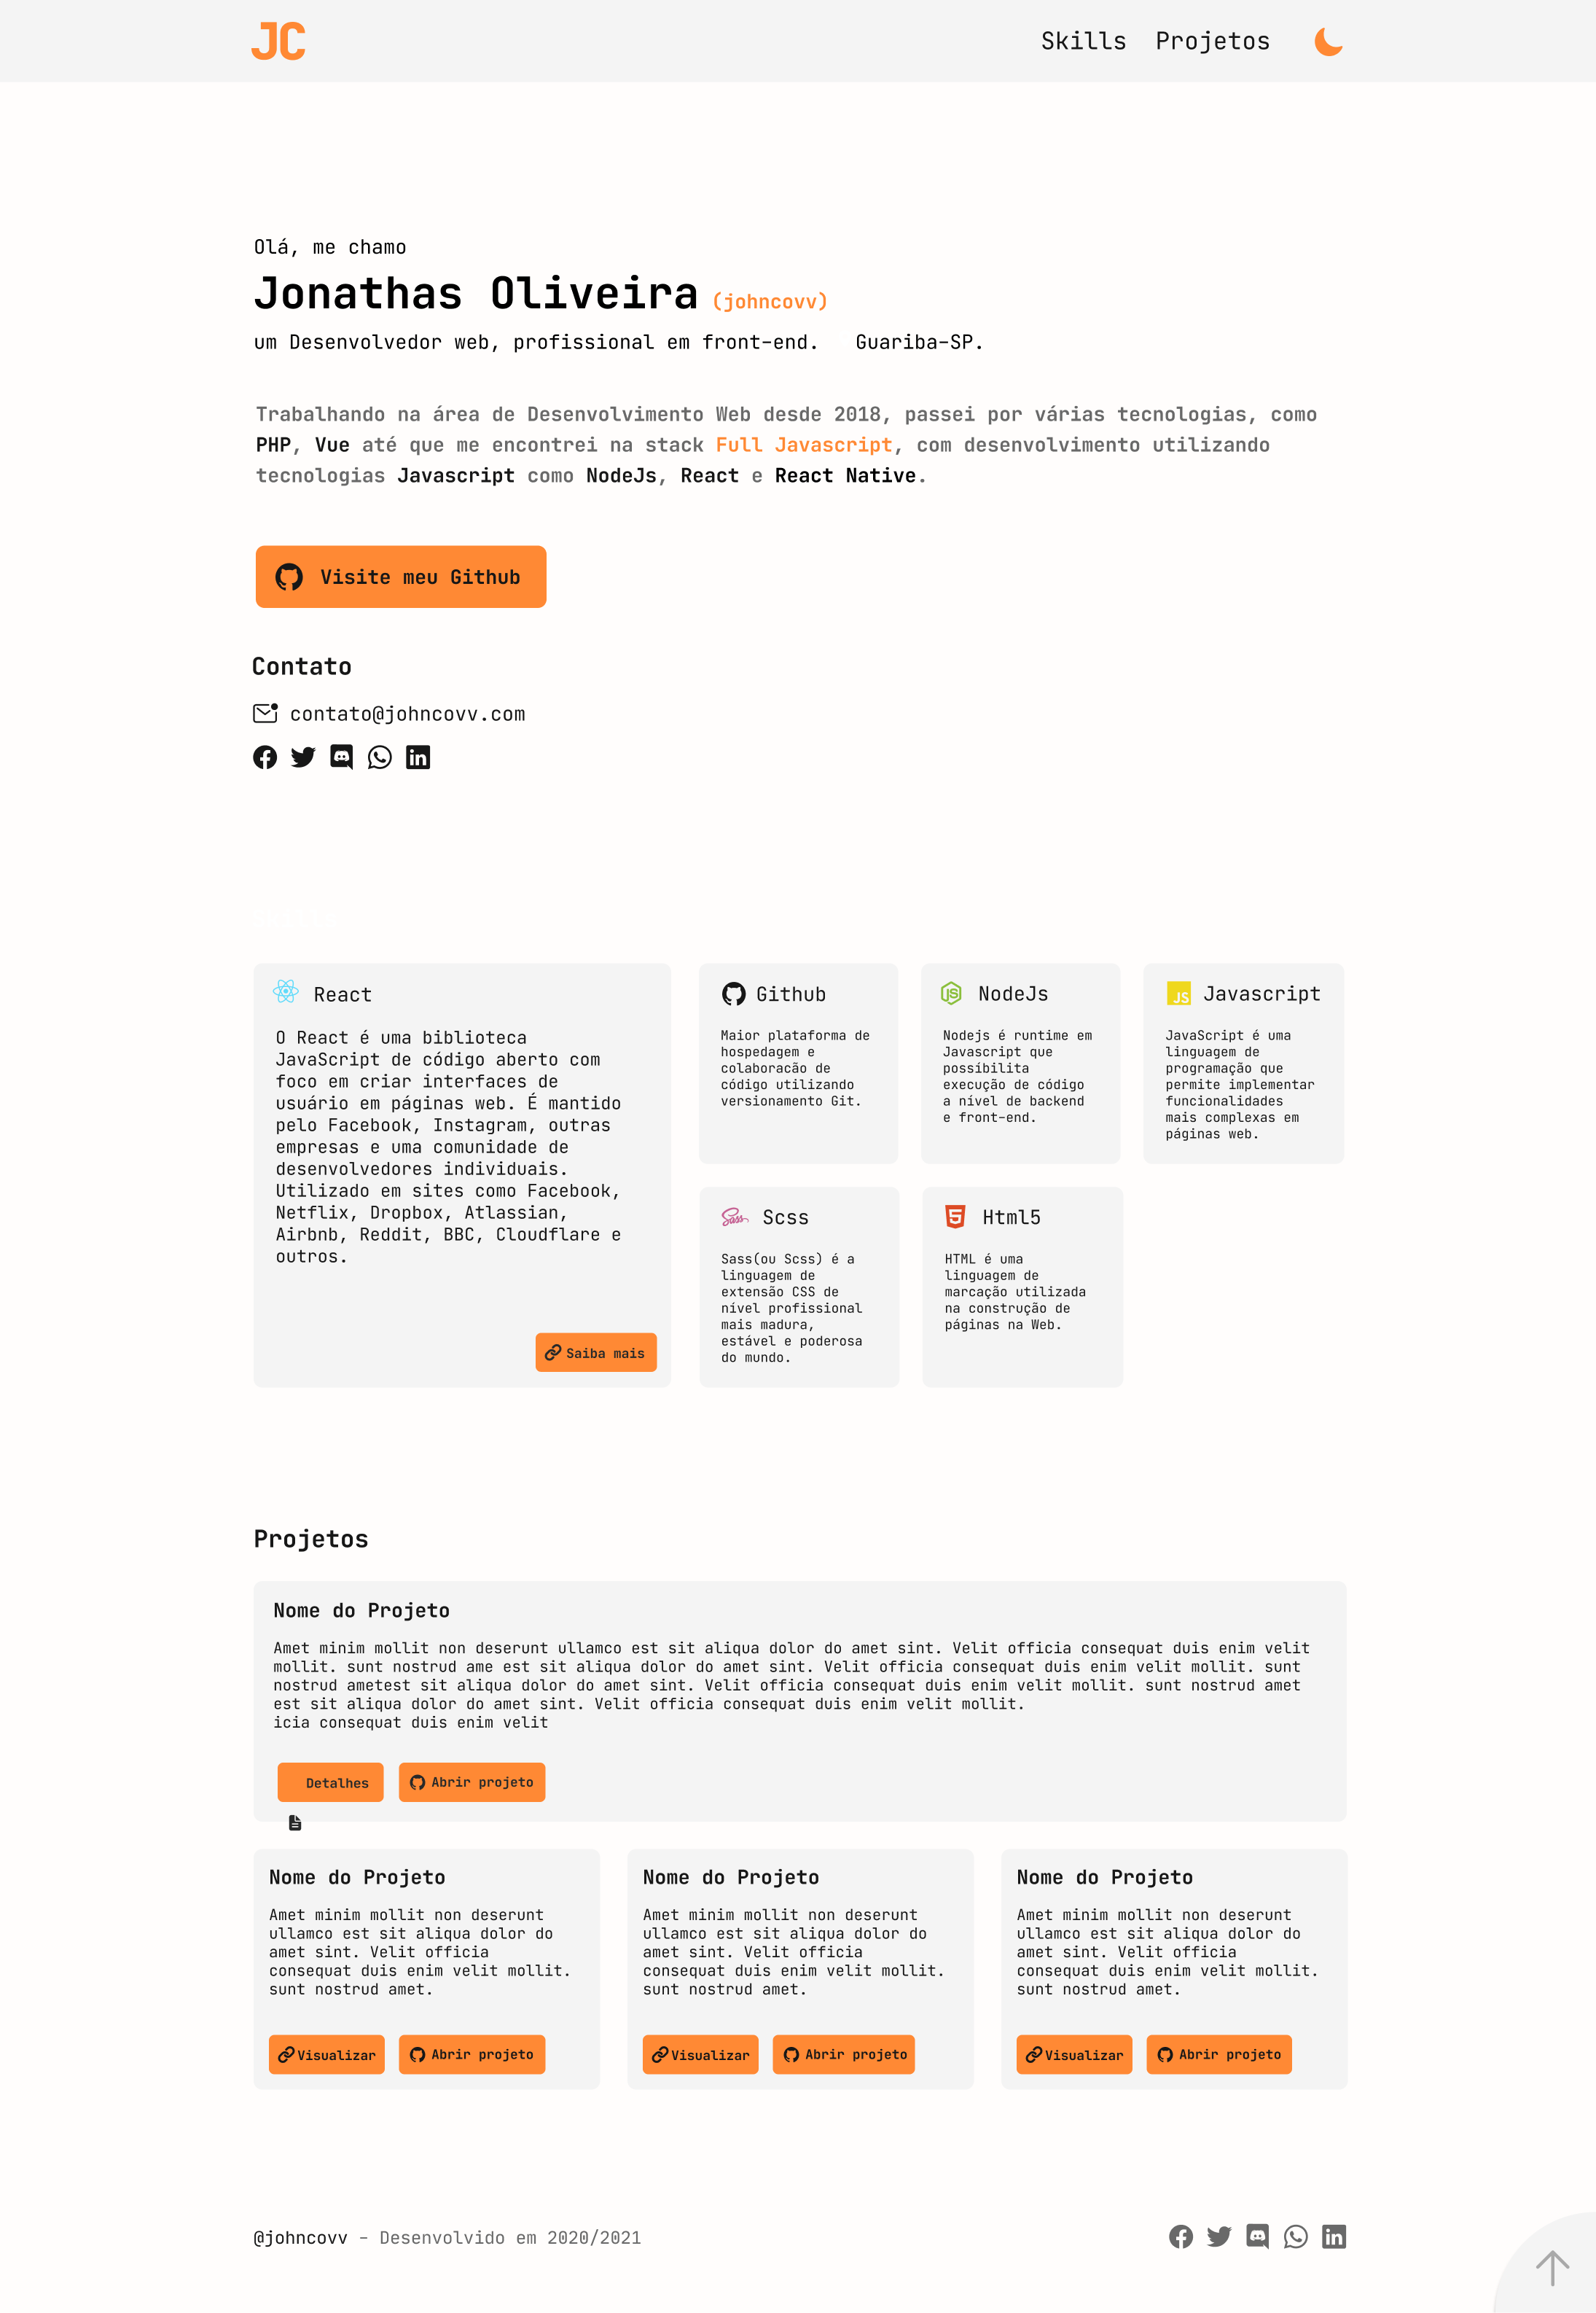 JC
Skills Projetos
Olá, me chamo
Jonathas Oliveira (johncovv)
um Desenvolvedor web, profissional em front-end. Guariba-SP.
Trabalhando na área de Desenvolvimento Web desde 2018, passei por várias tecnologias, como
PHP, Vue até que me encontrei na stack Full Javascript, com desenvolvimento utilizando
tecnologias Javascript como NodeJs, React e React Native.
Visite meu Github
Contato
contato@johncovv.com
React
O React é uma biblioteca
JavaScript de código aberto com
foco em criar interfaces de
usuário em páginas web. É mantido
pelo Facebook, Instagram, outras
empresas e uma comunidade de
desenvolvedores individuais.
Utilizado em sites como Facebook,
Netflix, Dropbox, Atlassian,
Airbnb, Reddit, BBC, Cloudflare e
outros.
Saiba mais
Github
Maior plataforma de
hospedagem e
colaboracão de
código utilizando
versionamento Git.
NodeJs
Nodejs é runtime em
Javascript que
possibilita
execução de código
a nível de backend
e front-end.
JS Javascript
JavaScript é uma
linguagem de
programação que
permite implementar
funcionalidades
mais complexas em
páginas web.
Sass Scss
Sass(ou Scss) é a
linguagem de
extensão CSS de
nível profissional
mais madura,
estável e poderosa
do mundo.
5 Html5
HTML é uma
linguagem de
marcação utilizada
na construção de
páginas na Web.
Projetos
Nome do Projeto
Amet minim mollit non deserunt ullamco est sit aliqua dolor do amet sint. Velit officia consequat duis enim velit
mollit. sunt nostrud ame est sit aliqua dolor do amet sint. Velit officia consequat duis enim velit mollit. sunt
nostrud ametest sit aliqua dolor do amet sint. Velit officia consequat duis enim velit mollit. sunt nostrud amet
est sit aliqua dolor do amet sint. Velit officia consequat duis enim velit mollit.
icia consequat duis enim velit
Detalhes Abrir projeto
Nome do Projeto
Amet minim mollit non deserunt
ullamco est sit aliqua dolor do
amet sint. Velit officia
consequat duis enim velit mollit.
sunt nostrud amet.
Visualizar Abrir projeto
Nome do Projeto
Amet minim mollit non deserunt
ullamco est sit aliqua dolor do
amet sint. Velit officia
consequat duis enim velit mollit.
sunt nostrud amet.
Visualizar Abrir projeto
Nome do Projeto
Amet minim mollit non deserunt
ullamco est sit aliqua dolor do
amet sint. Velit officia
consequat duis enim velit mollit.
sunt nostrud amet.
Visualizar Abrir projeto
@johncovv - Desenvolvido em 2020/2021